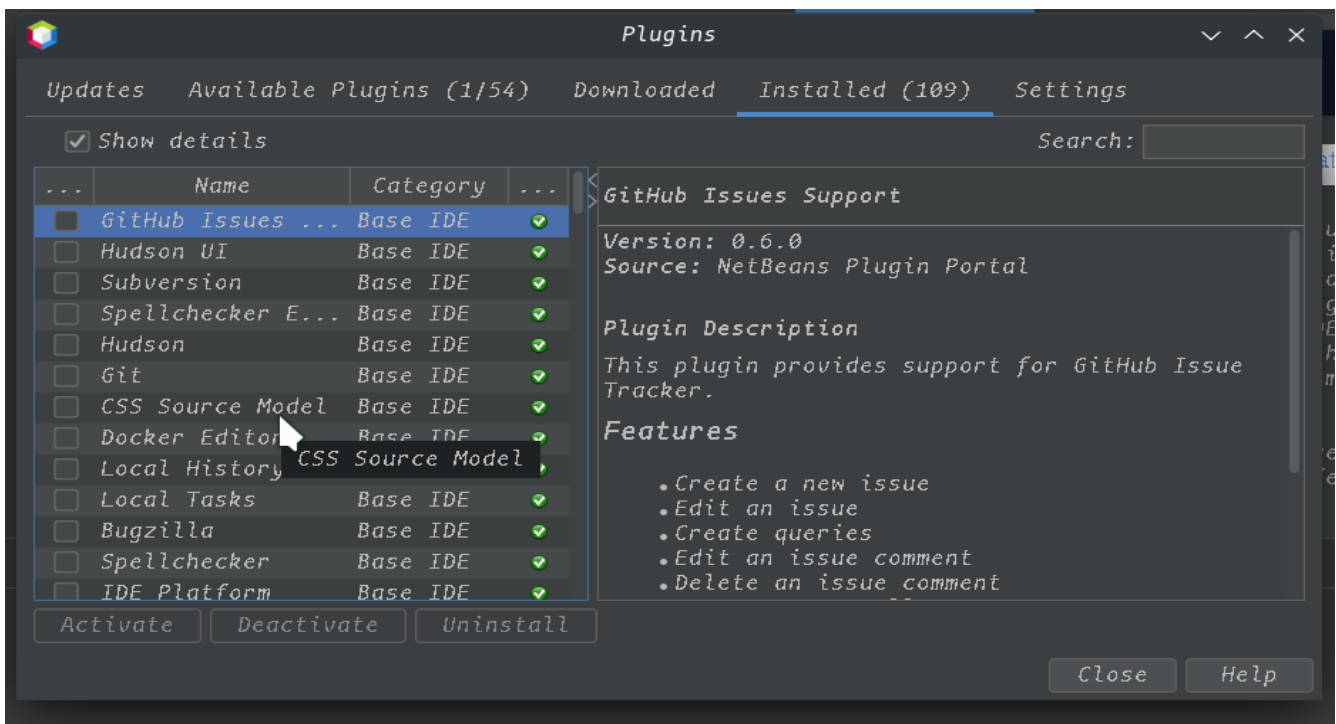 Plugins
Updates Available Plugins (1/54) Downloaded Installed (109) Settings
Show details Search:
... Name Category ...
GitHub Issues ... Base IDE
Hudson UI Base IDE
Subversion Base IDE
Spellchecker E... Base IDE
Hudson Base IDE
Git Base IDE
CSS Source Model Base IDE
Docker Editor Base IDE
CSS Source Model
Local History
Local Tasks Base IDE
Bugzilla Base IDE
Spellchecker Base IDE
IDE Platform Base IDE
GitHub Issues Support
Version: 0.6.0
Source: NetBeans Plugin Portal
Plugin Description
This plugin provides support for GitHub Issue
Tracker.
Features
• Create a new issue
• Edit an issue
• Create queries
• Edit an issue comment
• Delete an issue comment
Activate Deactivate Uninstall
Close Help